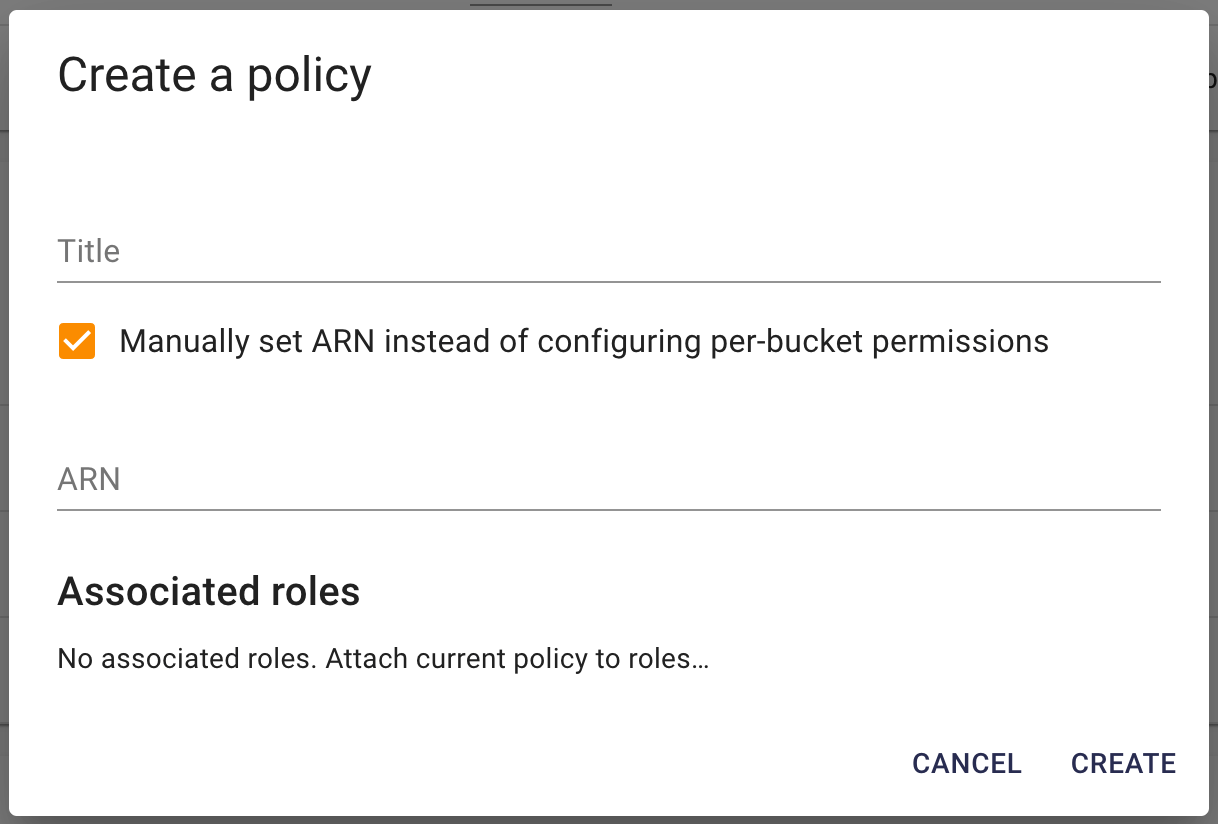 Create a policy
Title
Manually set ARN instead of configuring per-bucket permissions
ARN
Associated roles
No associated roles. Attach current policy to roles…
CANCEL CREATE